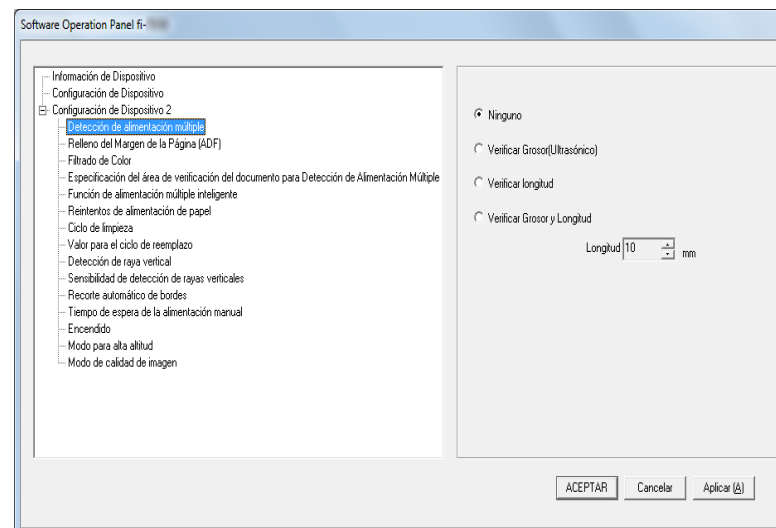 Software Operation Panel fi-
Información de Dispositivo
Configuración de Dispositivo
Configuración de Dispositivo 2
Detección de alimentación múltiple
Relleno del Margen de la Página (ADF)
Filtrado de Color
Especificación del área de verificación del documento para Detección de Alimentación Múltiple
Función de alimentación múltiple inteligente
Reintentos de alimentación de papel
Ciclo de limpieza
Valor para el ciclo de reemplazo
Detección de raya vertical
Sensibilidad de detección de rayas verticales
Recorte automático de bordes
Tiempo de espera de la alimentación manual
Encendido
Modo para alta altitud
Modo de calidad de imagen
Ninguno
Verificar Grosor(Ultrasónico)
Verificar longitud
Verificar Grosor y Longitud
Longitud 10 mm
ACEPTAR Cancelar Aplicar (A)